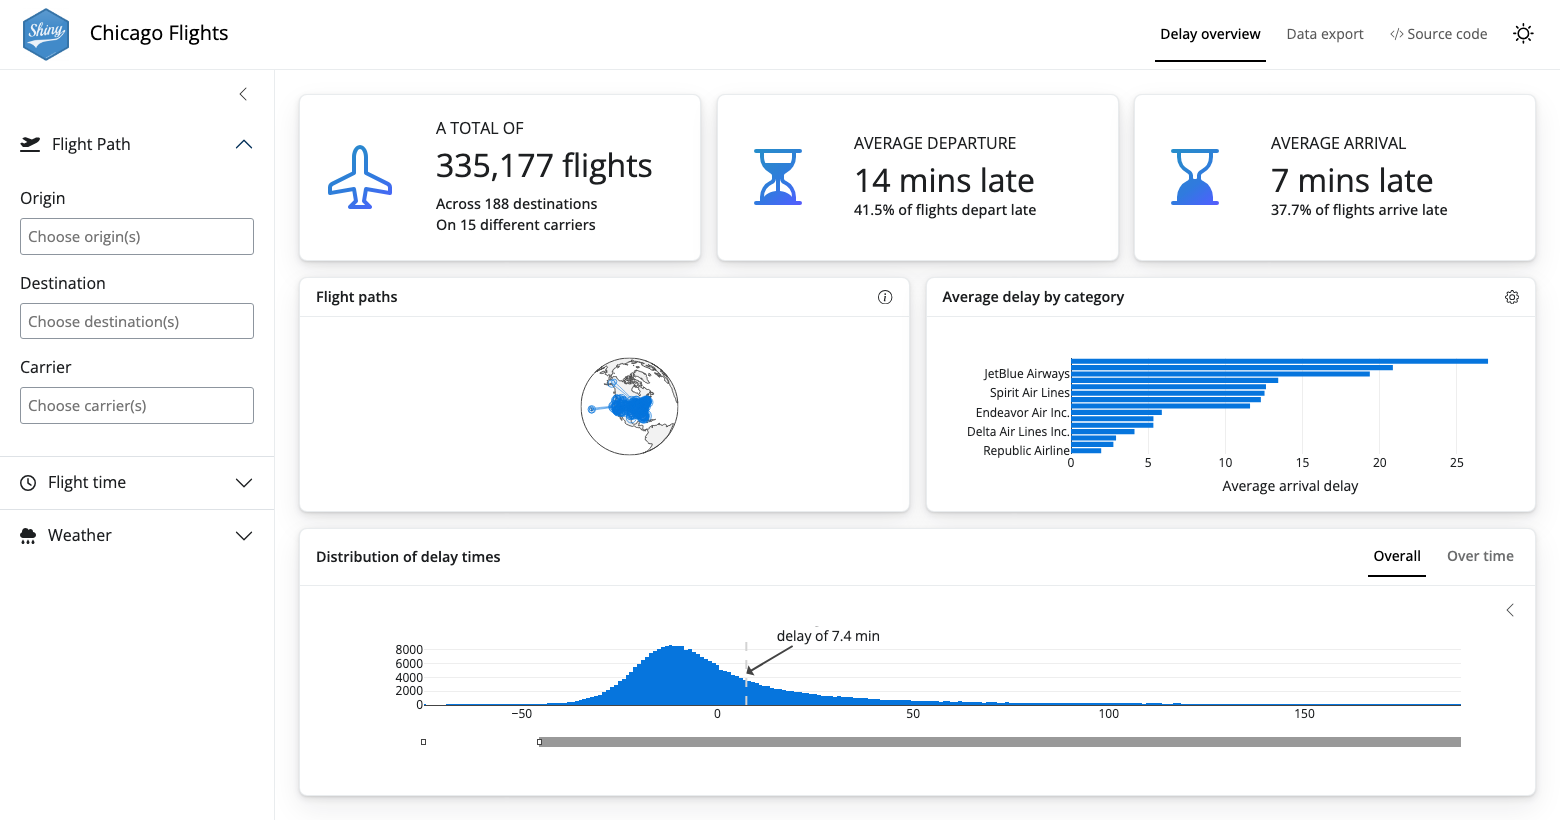 Shiny
Chicago Flights
Delay overview
Data export
</> Source code
Flight Path
Origin
Choose origin(s)
Destination
Choose destination(s)
Carrier
Choose carrier(s)
Flight time
Weather
A TOTAL OF
335,177 flights
Across 188 destinations
On 15 different carriers
AVERAGE DEPARTURE
14 mins late
41.5% of flights depart late
AVERAGE ARRIVAL
7 mins late
37.7% of flights arrive late
Flight paths
Average delay by category
JetBlue Airways
Spirit Air Lines
Endeavor Air Inc.
Delta Air Lines Inc.
Republic Airline
0 5 10 15 20 25
Average arrival delay
Distribution of delay times
Overall
Over time
delay of 7.4 min
8000
6000
4000
2000
0
−50 0 50 100 150